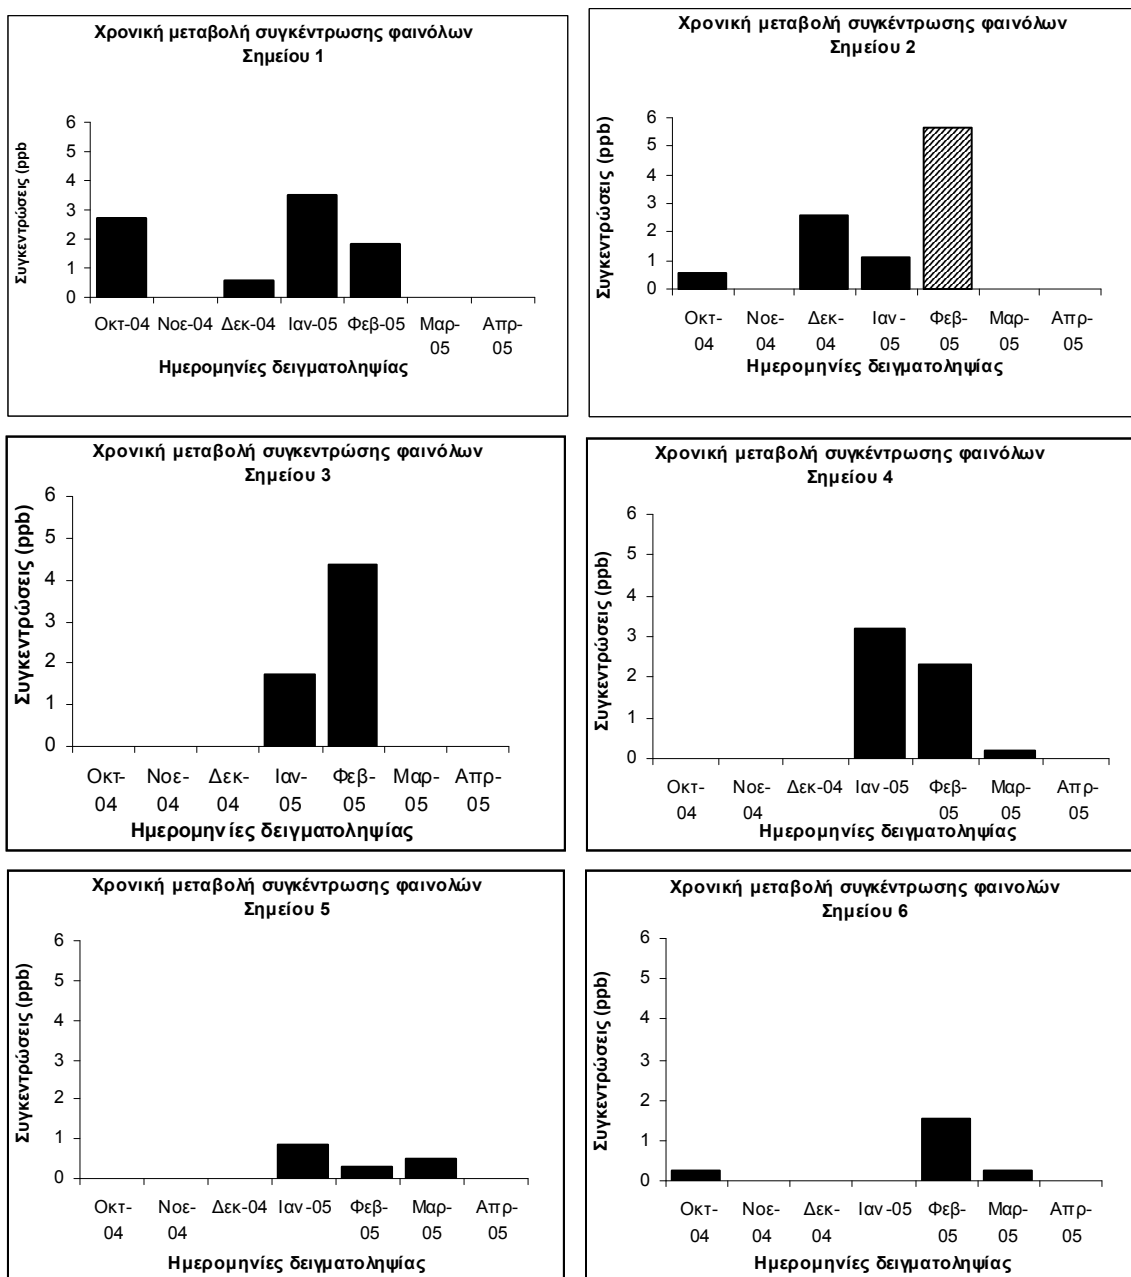 Χρονική μεταβολή συγκέντρωσης φαινόλων
Σημείου 1
Συγκεντρώσεις (ppb
6
5
4
3
2
1
0
Οκτ-04 Νοε-04 Δεκ-04 Ιαν-05 Φεβ-05 Μαρ- Απρ-
05 05
Ημερομηνίες δειγματοληψίας
Χρονική μεταβολή συγκέντρωσης φαινόλων
Σημείου 2
Συγκεντρώσεις (ppb)
6
5
4
3
2
1
0
Οκτ- Νοε- Δεκ- Ιαν- Φεβ- Μαρ- Απρ-
04 04 04 05 05 05 05
Ημερομηνίες δειγματοληψίας
Χρονική μεταβολή συγκεντρώσης φαινόλων
Σημείου 3
Συγκεντρώσεις (ppb)
6
5
4
3
2
1
0
Οκτ- Νοε- Δεκ- Ιαν- Φεβ- Μαρ- Απρ-
04 04 04 05 05 05 05
Ημερομηνίες δειγματοληψίας
Χρονική μεταβολή συγκέντρωσης φαινόλων
Σημείου 4
Συγκεντρώσεις (ppb)
6
5
4
3
2
1
0
Οκτ- Νοε- Δεκ-04 Ιαν-05 Φεβ- Μαρ- Απρ-
04 04 05 05 05
Ημερομηνίες δειγματοληψίας
Χρονική μεταβολή συγκέντρωσης φαινολών
Σημείου 5
Συγκεντρώσεις (ppb)
6
5
4
3
2
1
0
Οκτ- Νοε- Δεκ-04 Ιαν-05 Φεβ- Μαρ- Απρ-
04 04 05 05 05
Ημερομηνίες δειγματοληψίας
Χρονική μεταβολή συγκέντρωσης φαινολών
Σημείου 6
Συγκεντρώσεις (ppb)
6
5
4
3
2
1
0
Οκτ- Νοε- Δεκ- Ιαν-05 Φεβ- Μαρ- Απρ-
04 04 04 05 05 05
Ημερομηνίες δειγματοληψίας